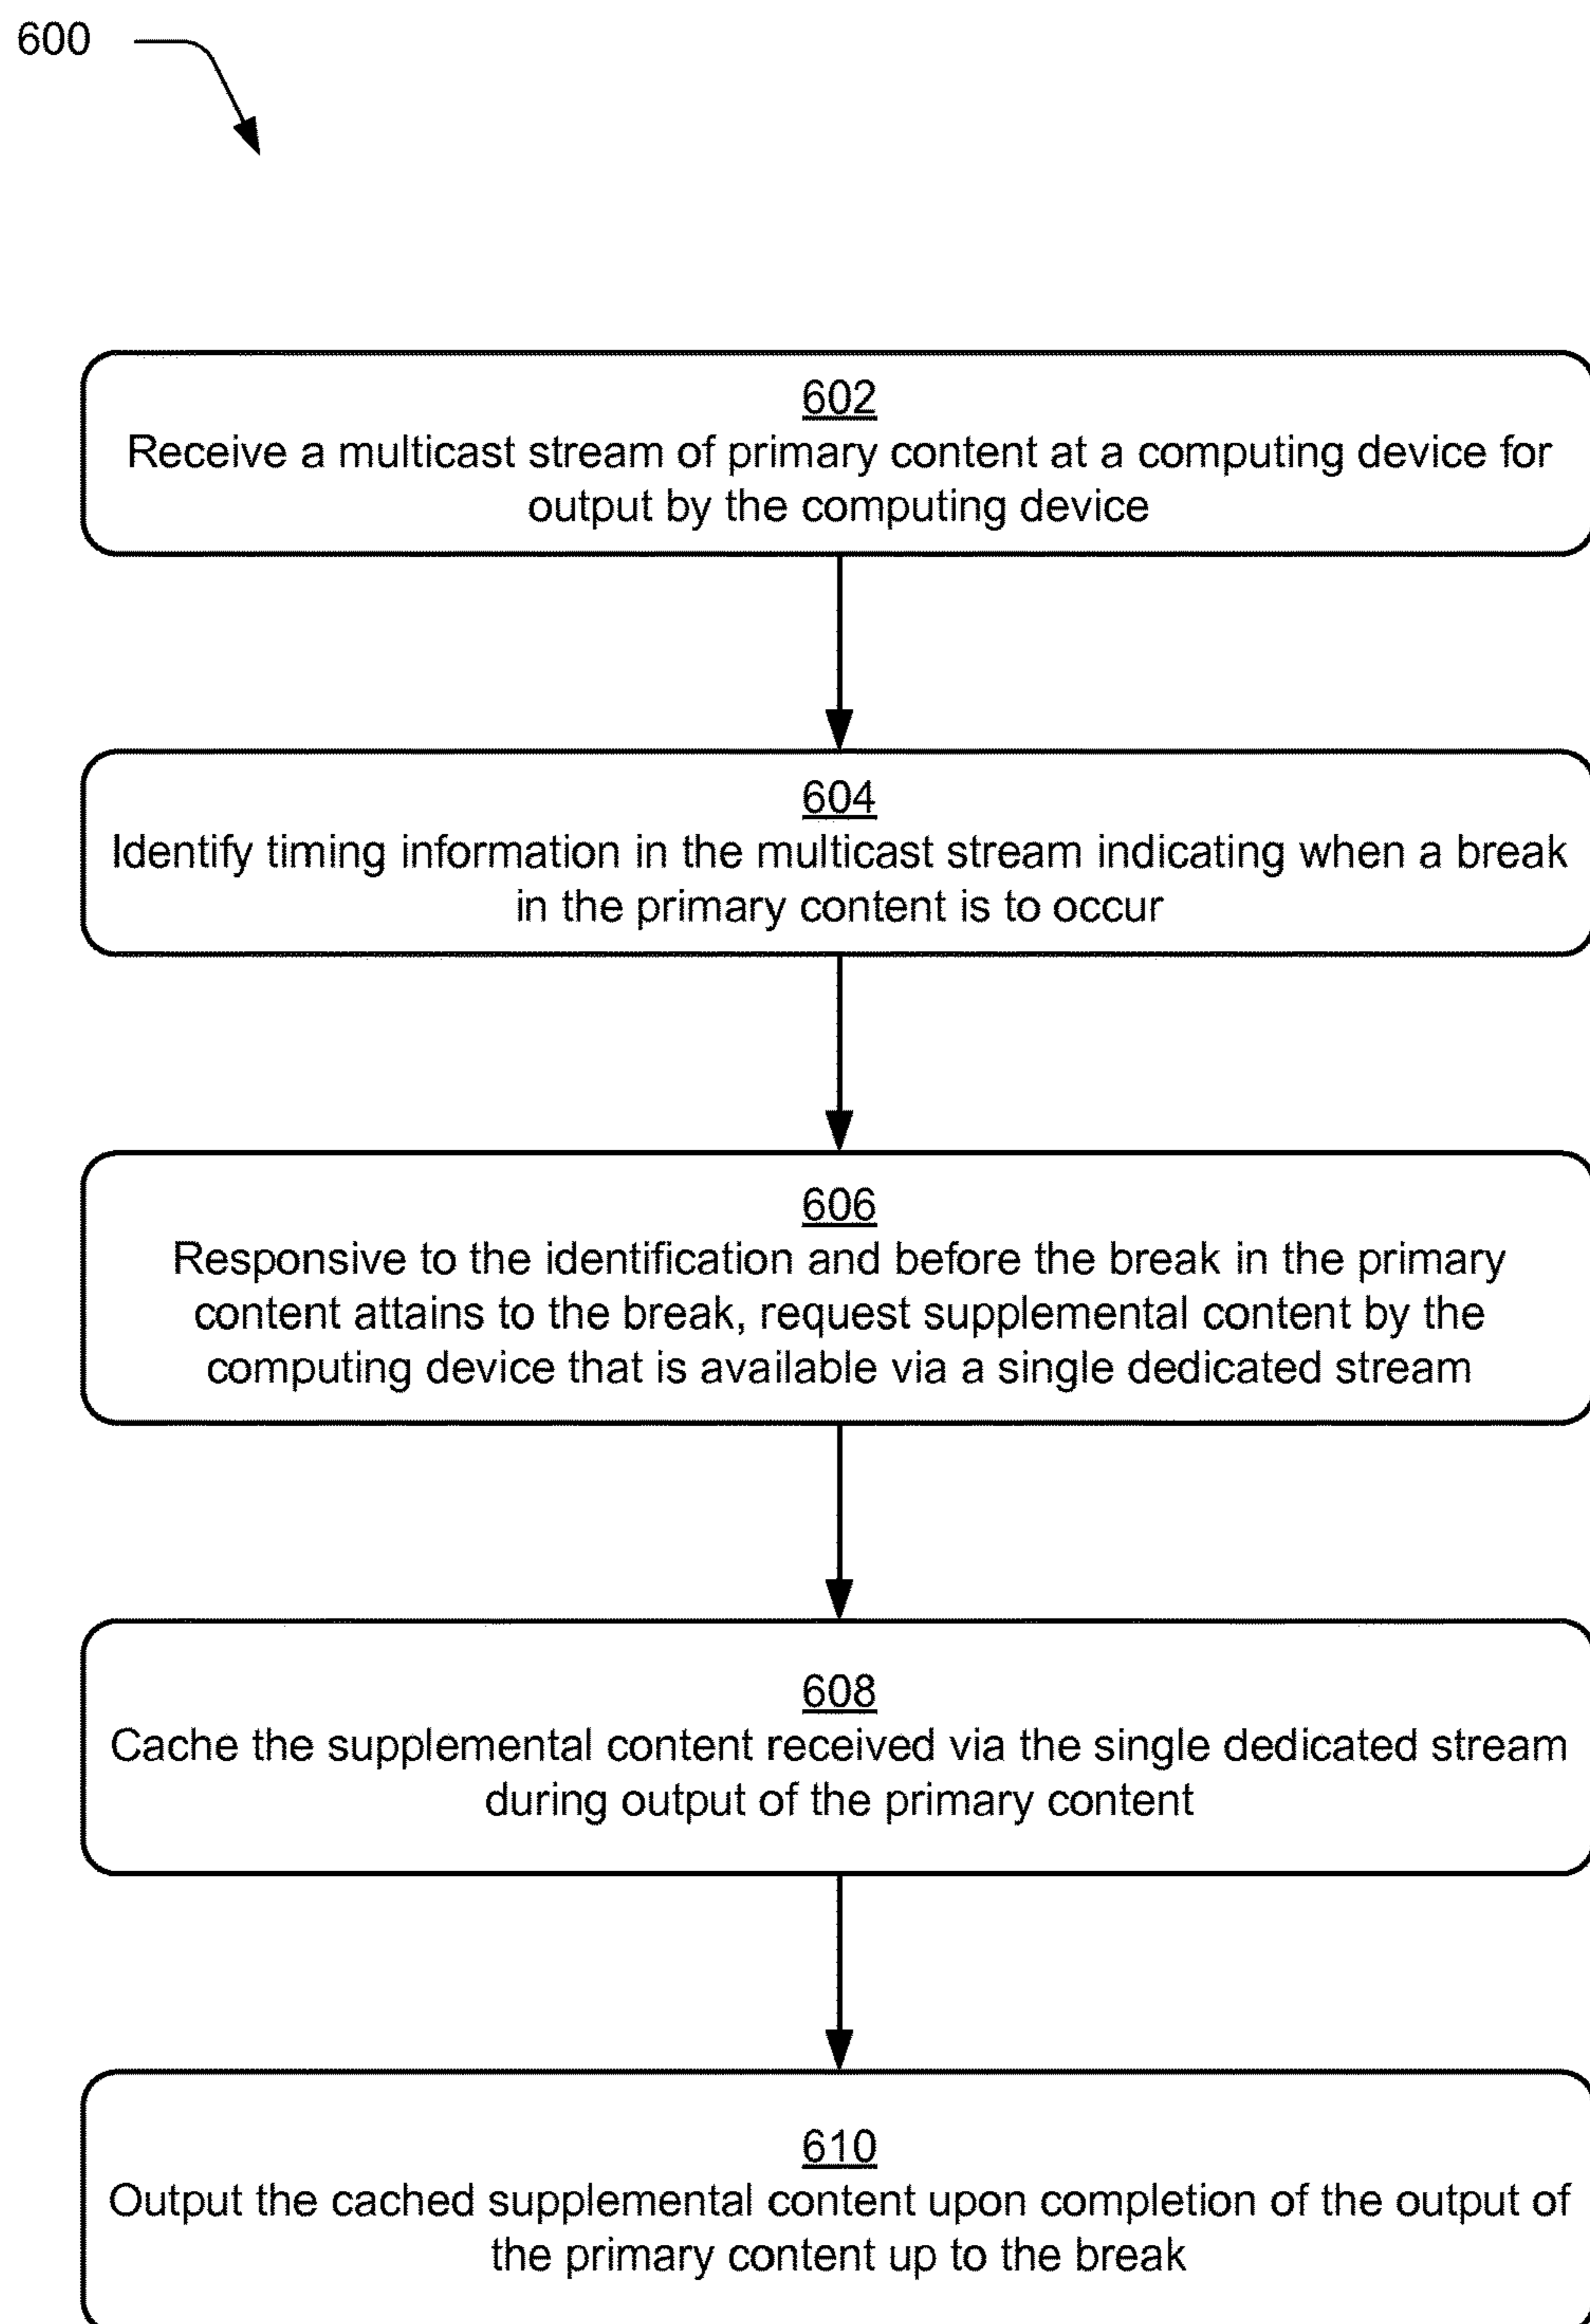 600
602
Receive a multicast stream of primary content at a computing device for
output by the computing device
604
Identify timing information in the multicast stream indicating when a break
in the primary content is to occur
606
Responsive to the identification and before the break in the primary
content attains to the break, request supplemental content by the
computing device that is available via a single dedicated stream
608
Cache the supplemental content received via the single dedicated stream
during output of the primary content
610
Output the cached supplemental content upon completion of the output of
the primary content up to the break